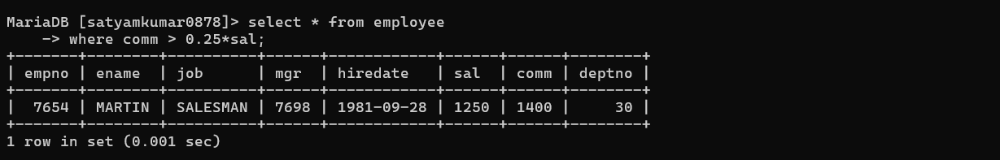 MariaDB [satyamkumar0878]> select * from employee
    -> where comm > 0.25*sal;
+-------+--------+----------+------+------------+------+------+--------+
| empno | ename  | job      | mgr  | hiredate   | sal  | comm | deptno |
+-------+--------+----------+------+------------+------+------+--------+
|  7654 | MARTIN | SALESMAN | 7698 | 1981-09-28 | 1250 | 1400 |     30 |
+-------+--------+----------+------+------------+------+------+--------+
1 row in set (0.001 sec)